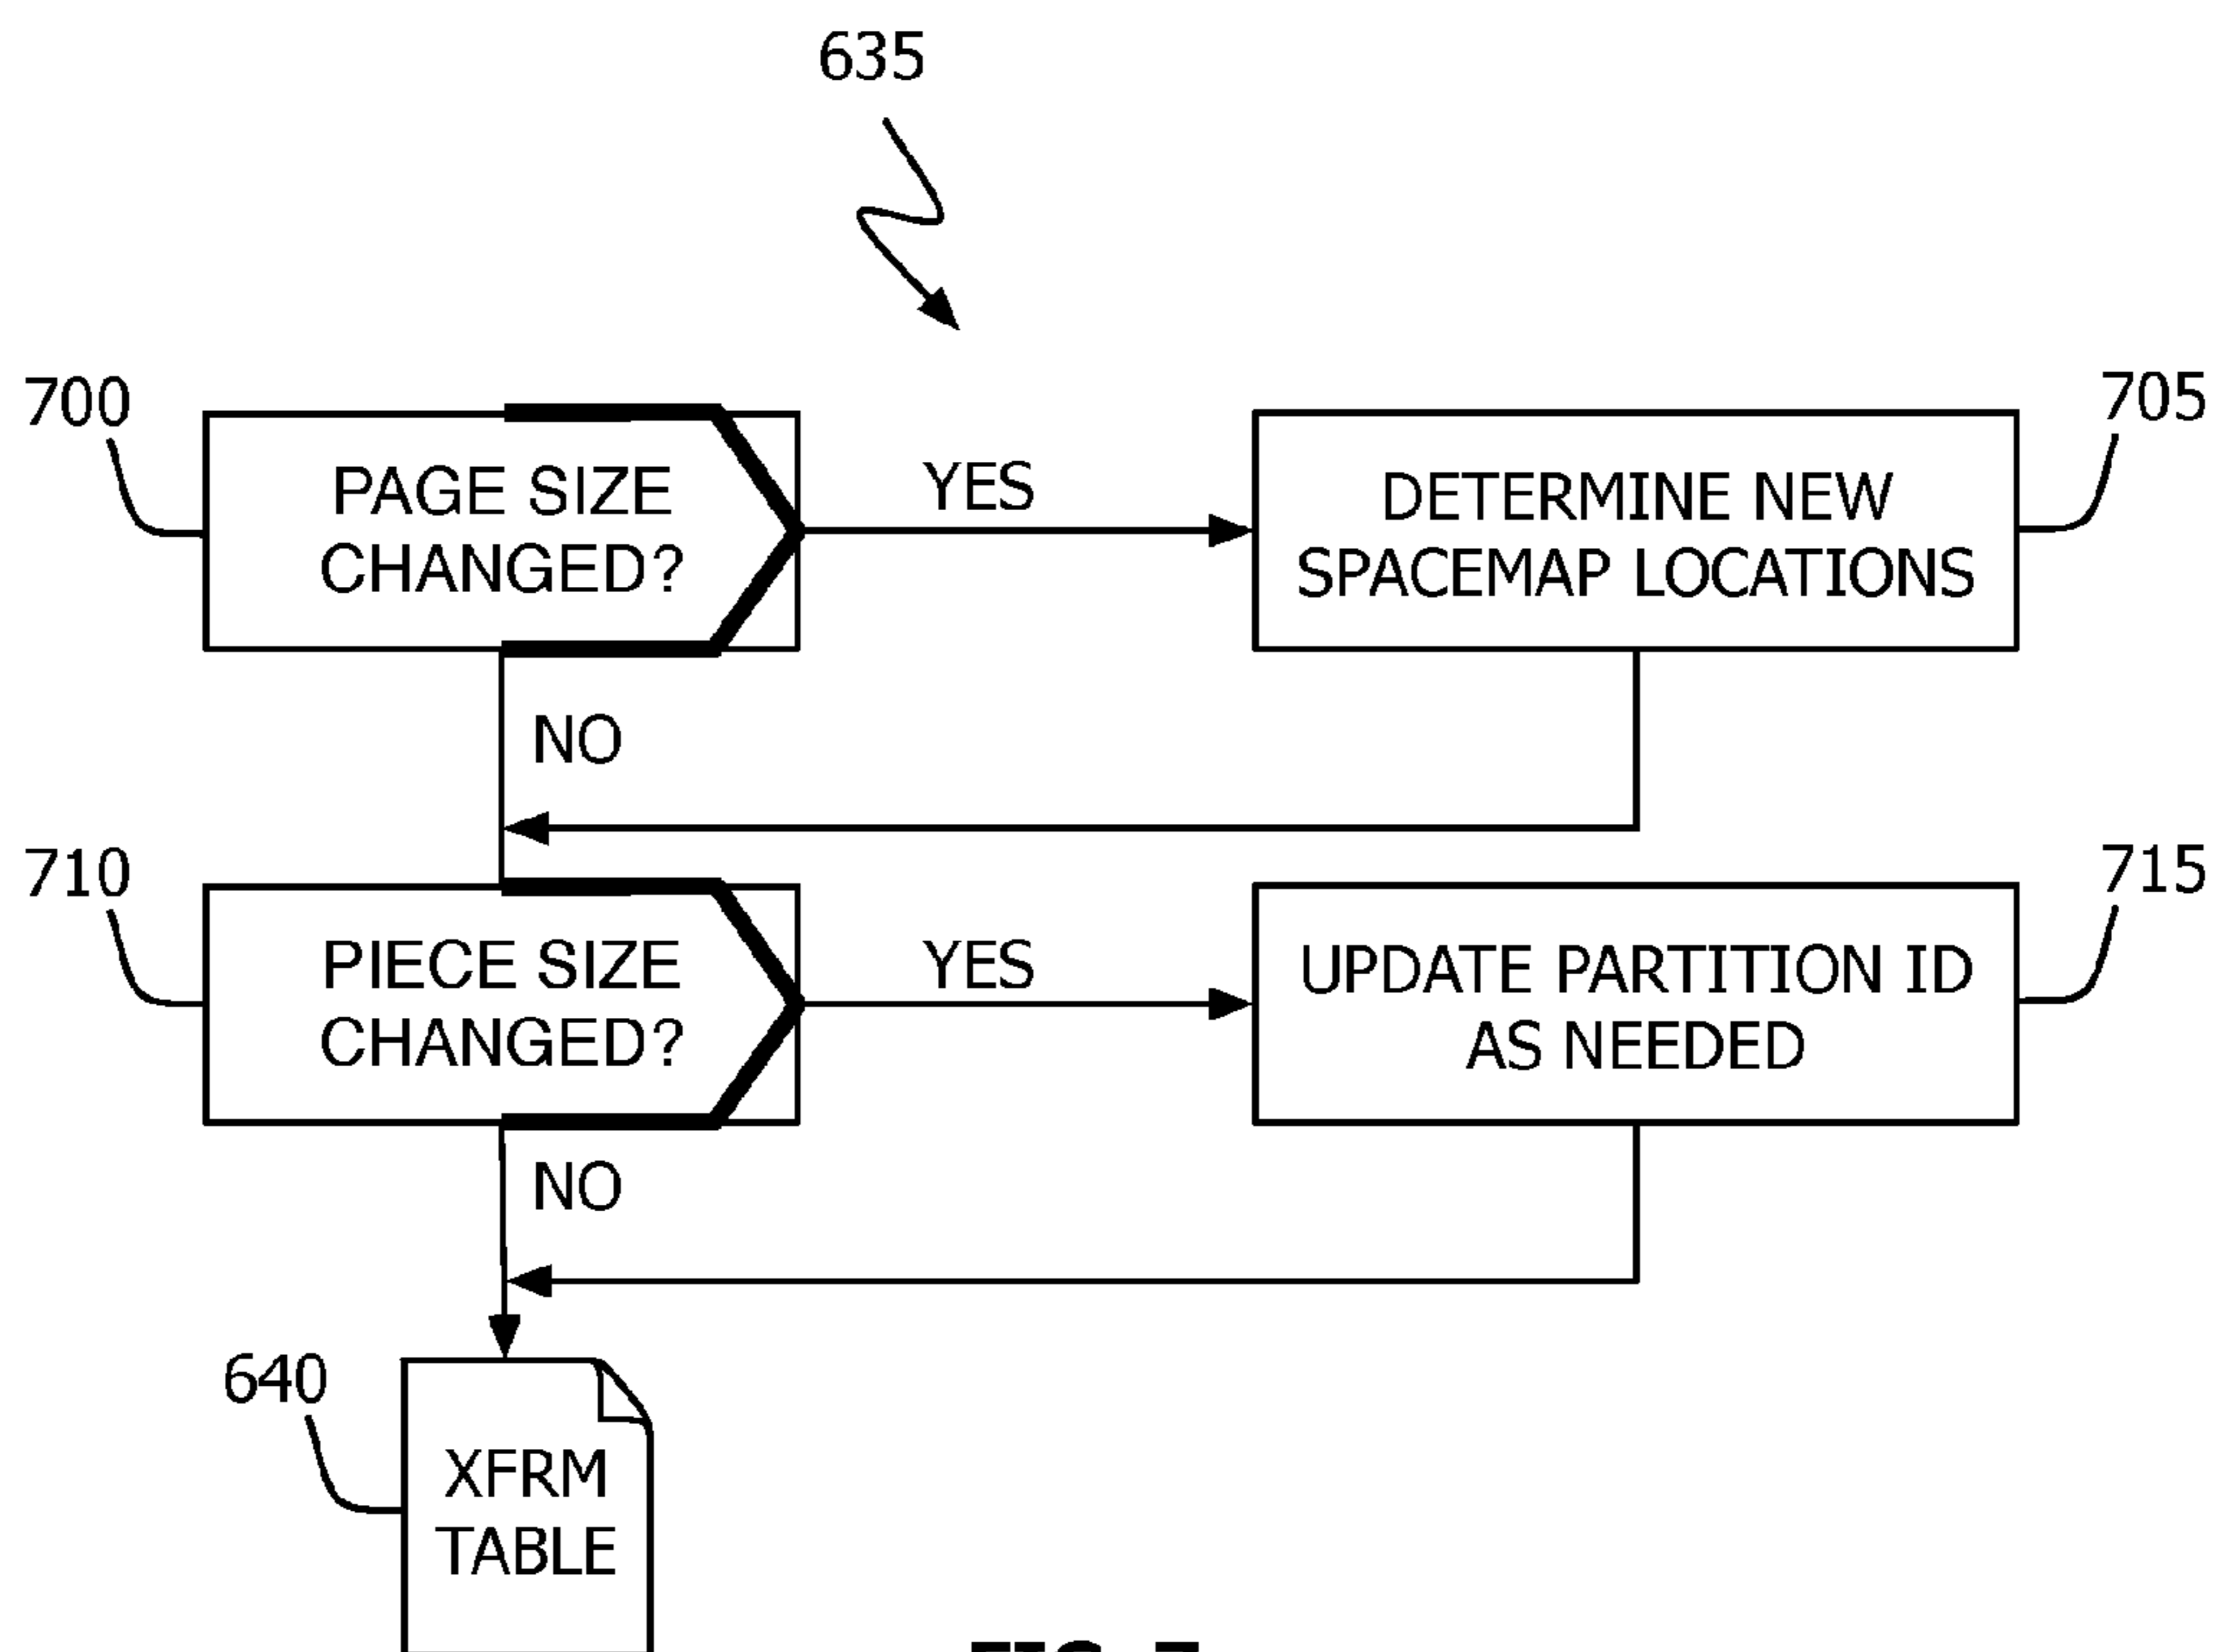 635
700
PAGE SIZE
CHANGED?
YES
DETERMINE NEW
SPACEMAP LOCATIONS
705
NO
710
PIECE SIZE
CHANGED?
YES
UPDATE PARTITION ID
AS NEEDED
715
NO
640
XFRM
TABLE